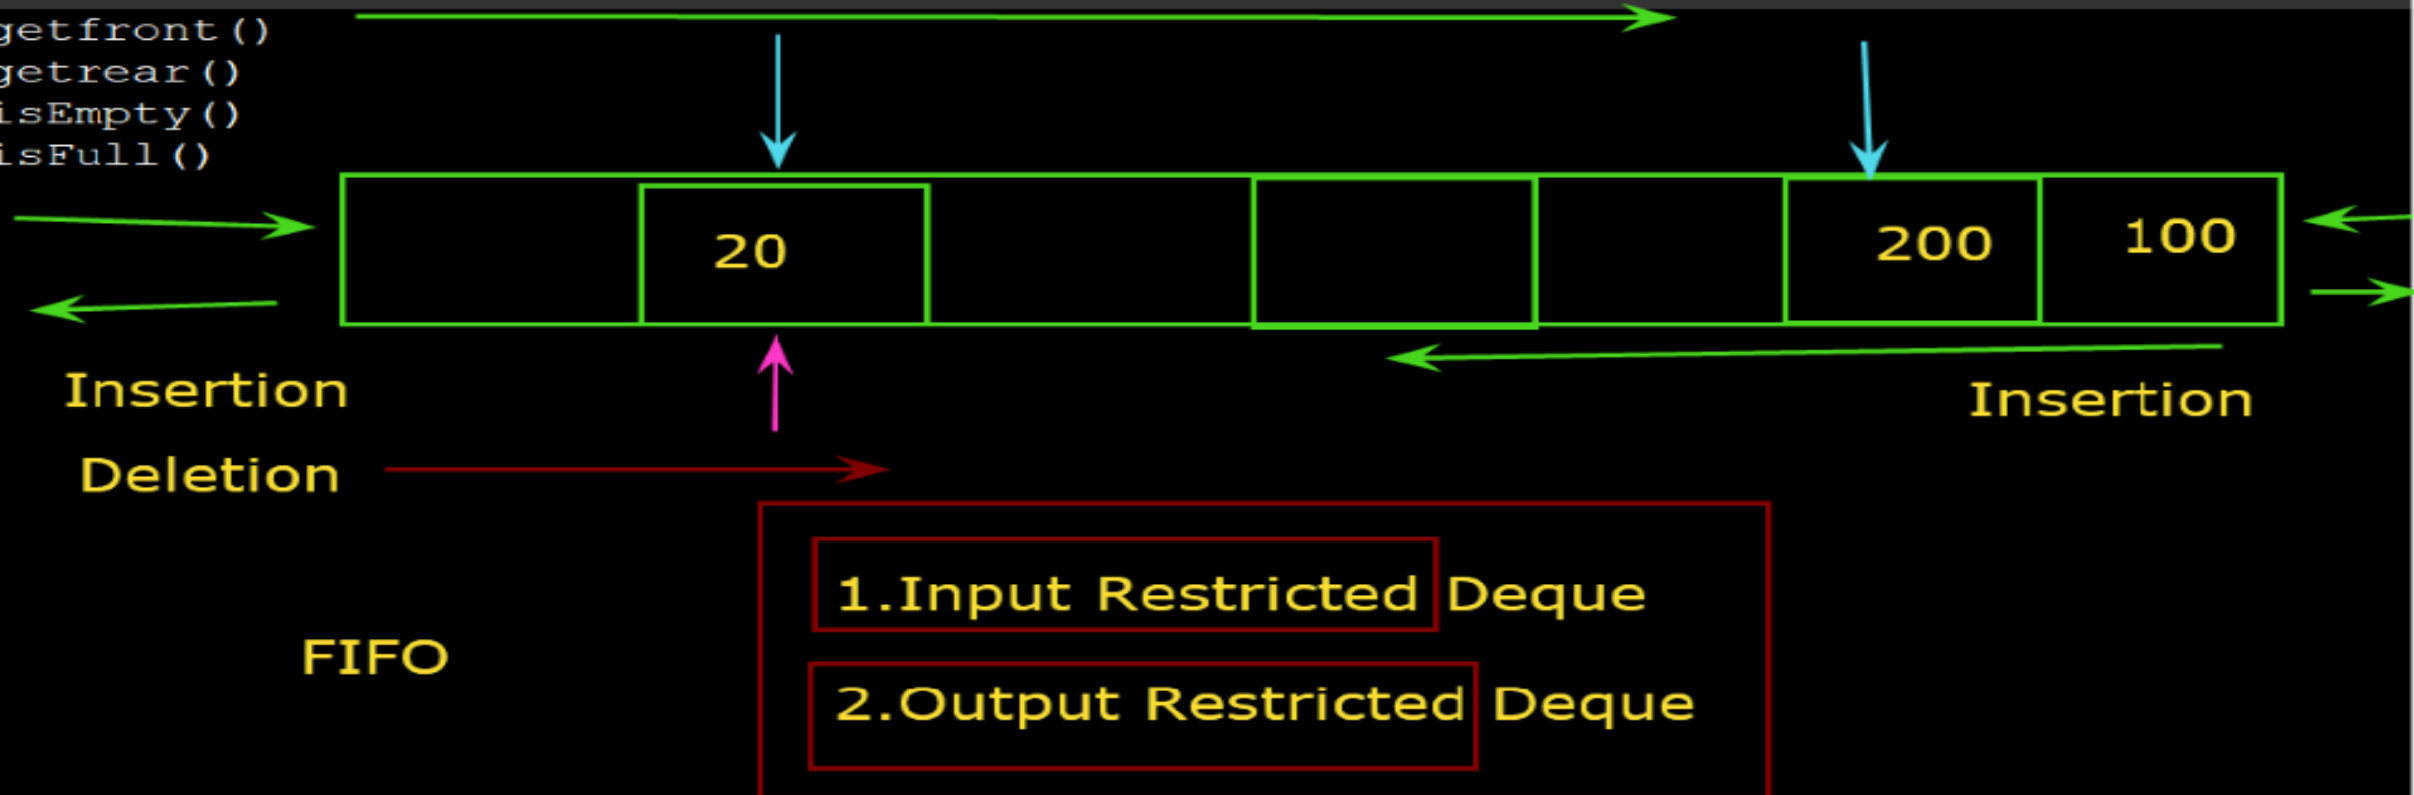 getfront()
getrear()
isEmpty()
isFull()
20
200
100
Insertion
Insertion
Deletion
1.Input Restricted Deque
FIFO
2.Output Restricted Deque